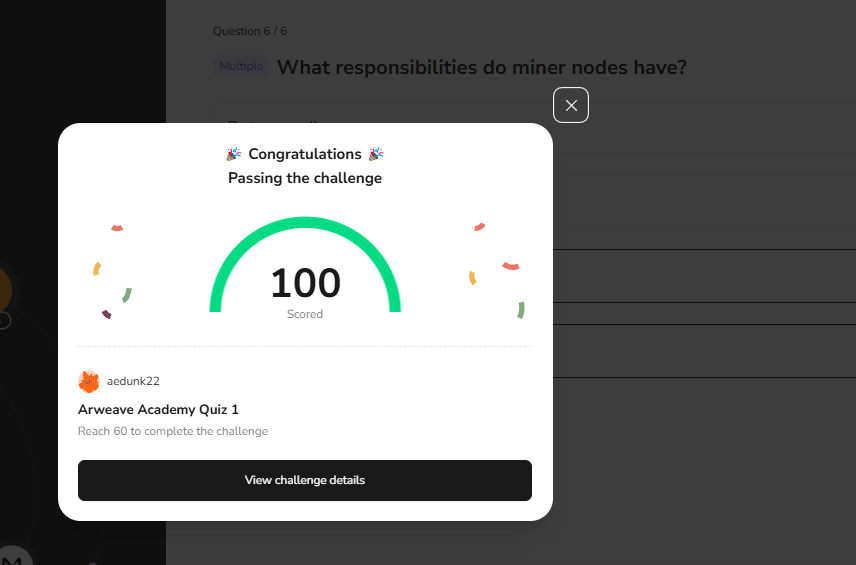 Question 6 / 6
Multiple What responsibilities do miner nodes have?
🎉 Congratulations 🎉
Passing the challenge
100
Scored
aedunk22
Arweave Academy Quiz 1
Reach 60 to complete the challenge
View challenge details